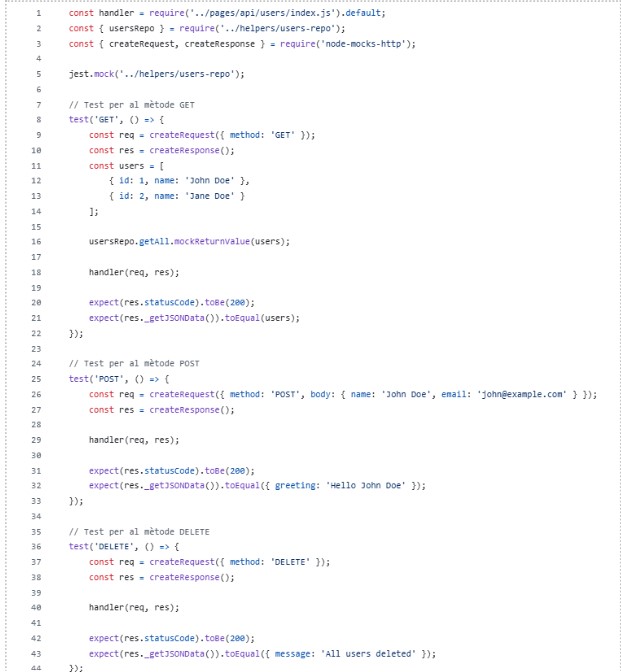 1 const handler = require('../pages/api/users/index.js').default;
2 const { usersRepo } = require('../helpers/users-repo');
3 const { createRequest, createResponse } = require('node-mocks-http');
4
5 jest.mock('../helpers/users-repo');
6
7 // Test per al mètode GET
8 test('GET', () => {
9 const req = createRequest({ method: 'GET' });
10 const res = createResponse();
11 const users = [
12 { id: 1, name: 'John Doe' },
13 { id: 2, name: 'Jane Doe' }
14 ];
15
16 usersRepo.getAll.mockReturnValue(users);
17
18 handler(req, res);
19
20 expect(res.statusCode).toBe(200);
21 expect(res._getJSONData()).toEqual(users);
22 });
23
24 // Test per al mètode POST
25 test('POST', () => {
26 const req = createRequest({ method: 'POST', body: { name: 'John Doe', email: 'john@example.com' } });
27 const res = createResponse();
28
29 handler(req, res);
30
31 expect(res.statusCode).toBe(200);
32 expect(res._getJSONData()).toEqual({ greeting: 'Hello John Doe' });
33 });
34
35 // Test per al mètode DELETE
36 test('DELETE', () => {
37 const req = createRequest({ method: 'DELETE' });
38 const res = createResponse();
39
40 handler(req, res);
41
42 expect(res.statusCode).toBe(200);
43 expect(res._getJSONData()).toEqual({ message: 'All users deleted' });
44 });